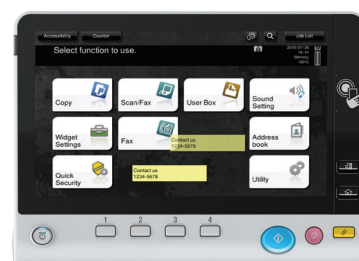 Accessibility
Counter
Job List
Select function to use.
2016/07/26
16:47
Memory
100%
Copy
Scan/Fax
User Box
Sound
Setting
Widget
Settings
Fax
Contact us
1234-5678
Address
book
Quick
Security
Contact us
1234-5678
Utility
1
2
3
4